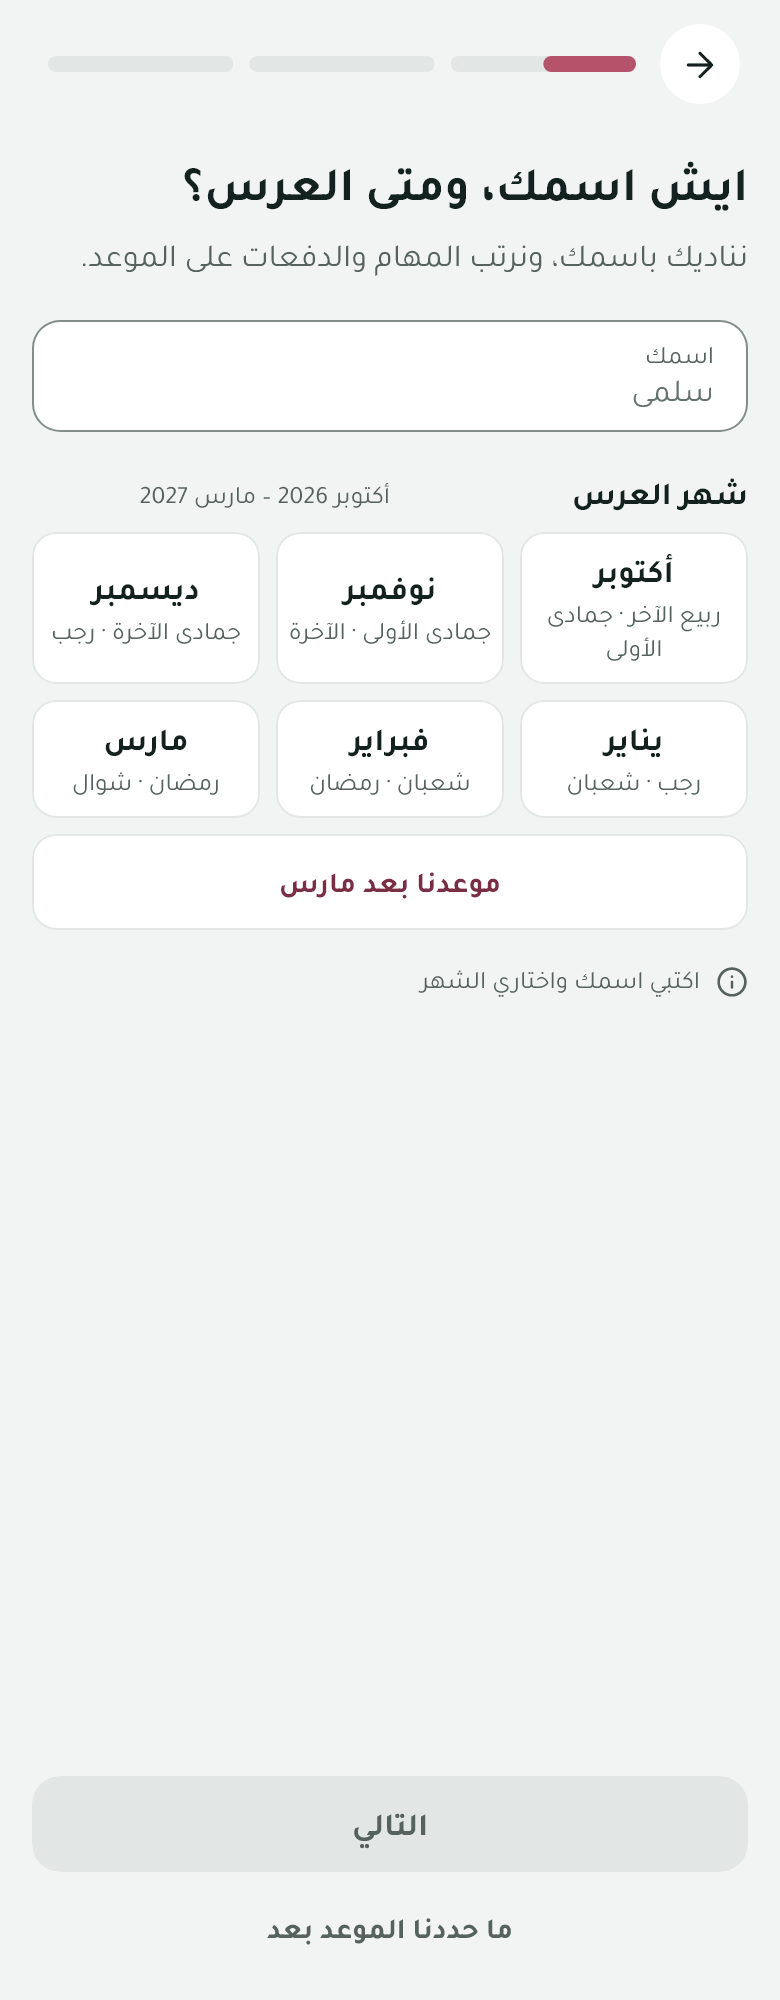 ايش اسمك، ومتى العرس؟
نناديك باسمك، ونرتب المهام والدفعات على الموعد.
اسمك
سلمى
شهر العرس
أكتوبر 2026 - مارس 2027
أكتوبر
ربيع الآخر · جمادى
الأولى
نوفمبر
جمادى الأولى · الآخرة
ديسمبر
جمادى الآخرة · رجب
يناير
رجب · شعبان
فبراير
شعبان · رمضان
مارس
رمضان · شوال
موعدنا بعد مارس
اكتبي اسمك واختاري الشهر
التالي
ما حددنا الموعد بعد